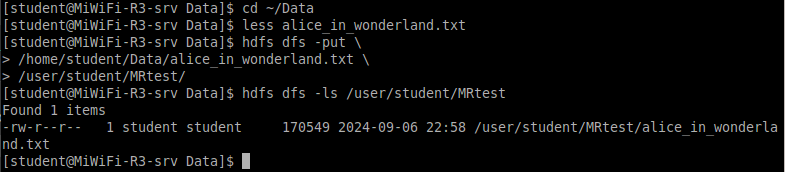 [student@MiWiFi-R3-srv Data]$ cd ~/Data
[student@MiWiFi-R3-srv Data]$ less alice_in_wonderland.txt
[student@MiWiFi-R3-srv Data]$ hdfs dfs -put \
> /home/student/Data/alice_in_wonderland.txt \
> /user/student/MRtest/
[student@MiWiFi-R3-srv Data]$ hdfs dfs -ls /user/student/MRtest
Found 1 items
-rw-r--r--   1 student student     170549 2024-09-06 22:58 /user/student/MRtest/alice_in_wonderla
nd.txt
[student@MiWiFi-R3-srv Data]$